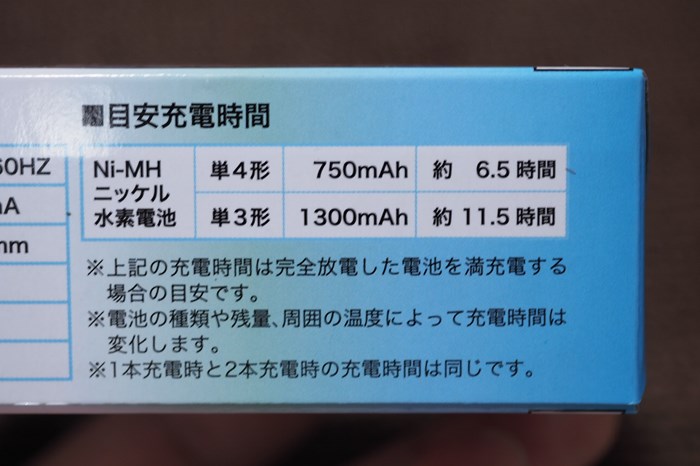 ■目安充電時間
60HZ
Ni-MH 単4形 750mAh 約 6.5時間
ニッケル
水素電池 単3形 1300mAh 約 11.5時間
mm
※上記の充電時間は完全放電した電池を満充電する
場合の目安です。
※電池の種類や残量、周囲の温度によって充電時間は
変化します。
※1本充電時と2本充電時の充電時間は同じです。